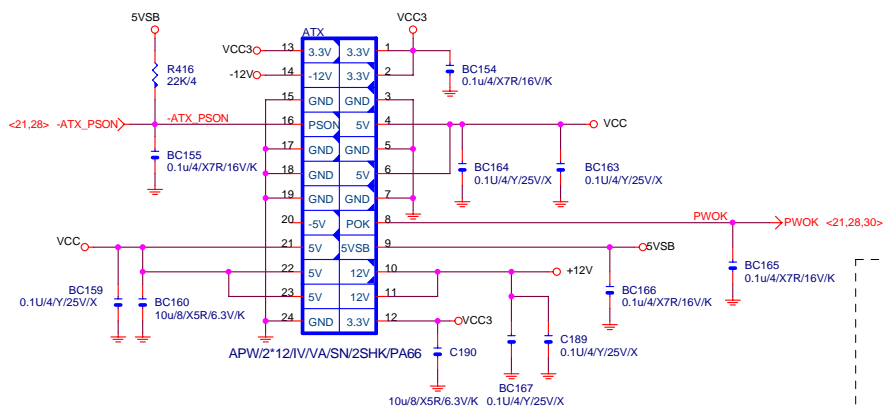 5VSB
VCC3
ATX
VCC3 13 3.3V 3.3V 1
R416
22K/4
-12V 14 -12V 3.3V 2
BC154
0.1u/4/X7R/16V/K
15 GND GND 3
<21,28> -ATX_PSON -ATX_PSON 16 PSON 5V 4 VCC
BC155
0.1u/4/X7R/16V/K
17 GND GND 5
18 GND 5V 6
BC164
0.1U/4/Y/25V/X
BC163
0.1U/4/Y/25V/X
19 GND GND 7
20 -5V POK 8 PWOK PWOK <21,28,30>
VCC 21 5V 5VSB 9 5VSB
22 5V 12V 10 +12V
BC165
0.1u/4/X7R/16V/K
BC159
0.1U/4/Y/25V/X
BC160
10u/8/X5R/6.3V/K
23 5V 12V 11
BC166
0.1u/4/X7R/16V/K
24 GND 3.3V 12 VCC3
APW/2*12/IV/VA/SN/2SHK/PA66
C190
10u/8/X5R/6.3V/K
BC167
0.1U/4/Y/25V/X
C189
0.1U/4/Y/25V/X